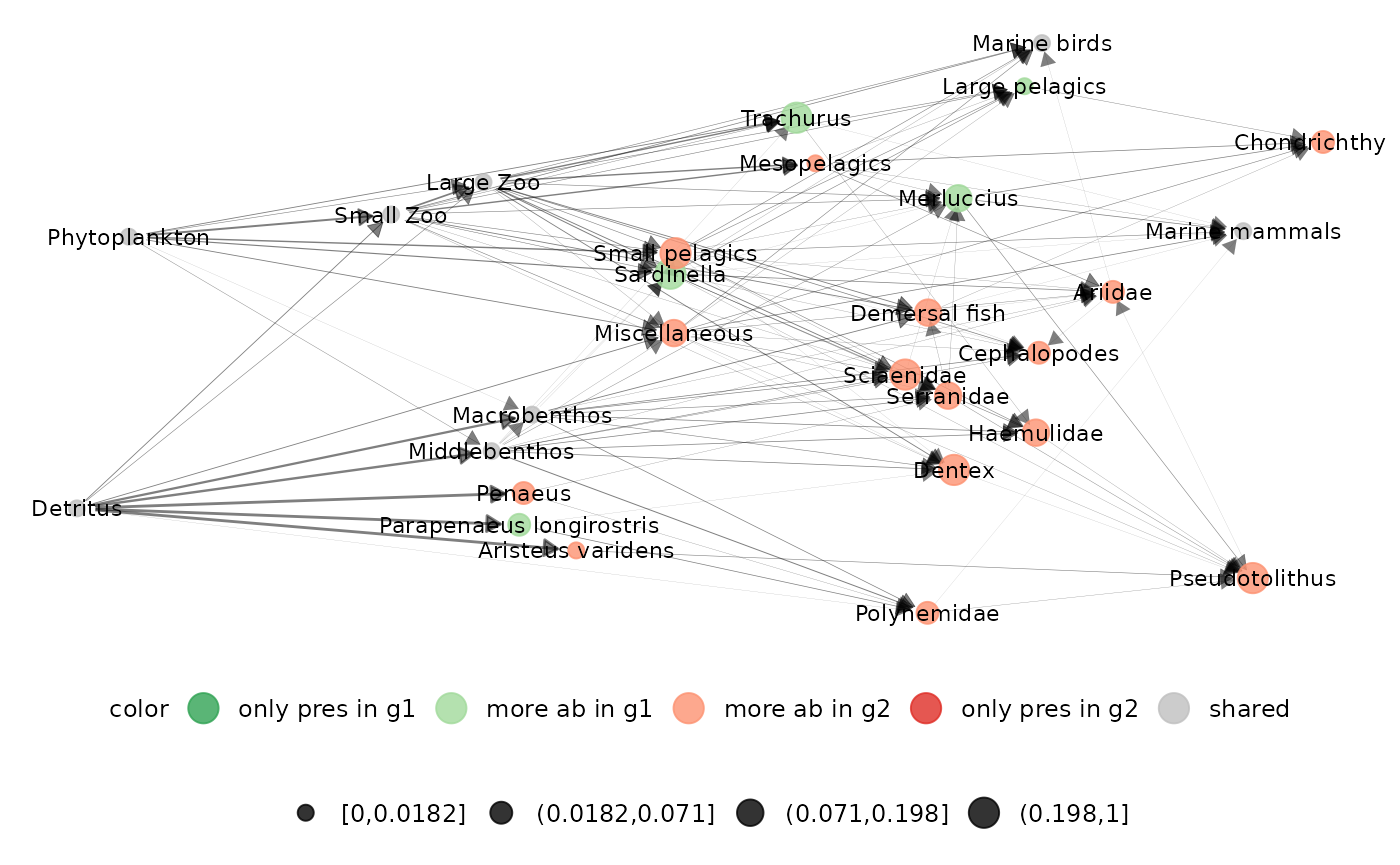 Marine birds
Large pelagics
Trachurus
Chondrichthy
Mesopelagics
Large Zoo
Merluccius
Small Zoo
Marine mammals
Phytoplankton
Small pelagics
Sardinella
Ariidae
Demersal fish
Miscellaneous
Cephalopodes
Sciaenidae
Serranidae
Macrobenthos
Haemulidae
Middlebenthos
Dentex
Penaeus
Detritus
Parapenaeus longirostris
Aristeus varidens
Pseudotolithus
Polynemidae
color only pres in g1 more ab in g1 more ab in g2 only pres in g2 shared
[0,0.0182] (0.0182,0.071] (0.071,0.198] (0.198,1]